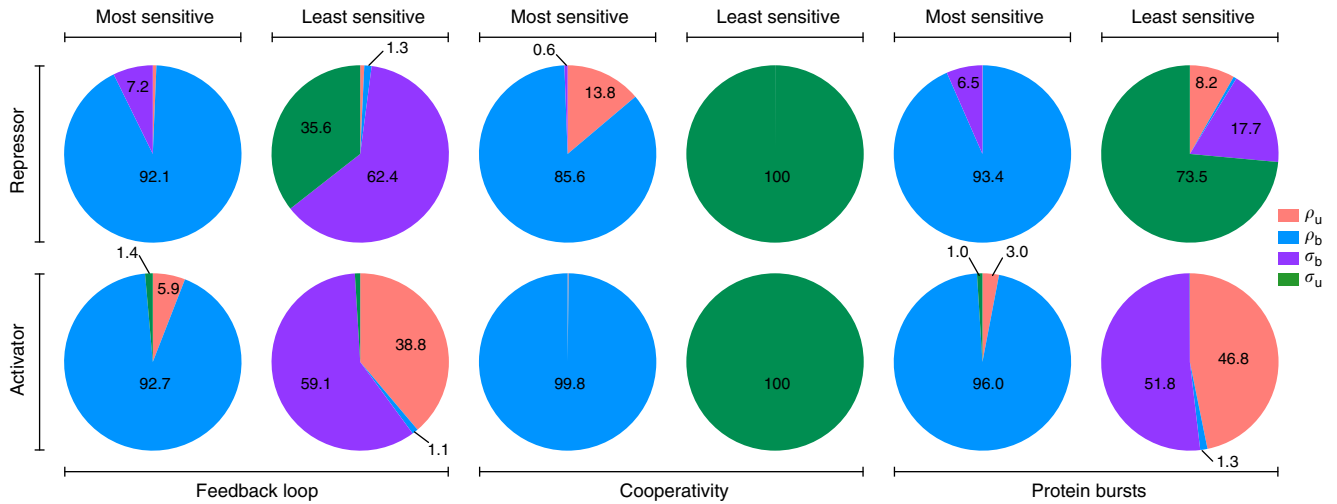 Most sensitive
Least sensitive
Most sensitive
Least sensitive
Most sensitive
Least sensitive
Repressor
7.2
92.1
1.3
35.6
62.4
0.6
13.8
85.6
100
6.5
93.4
8.2
17.7
73.5
ρu
ρb
σb
σu
Activator
1.4
5.9
92.7
38.8
59.1
1.1
99.8
100
1.0
3.0
96.0
46.8
51.8
1.3
Feedback loop
Cooperativity
Protein bursts